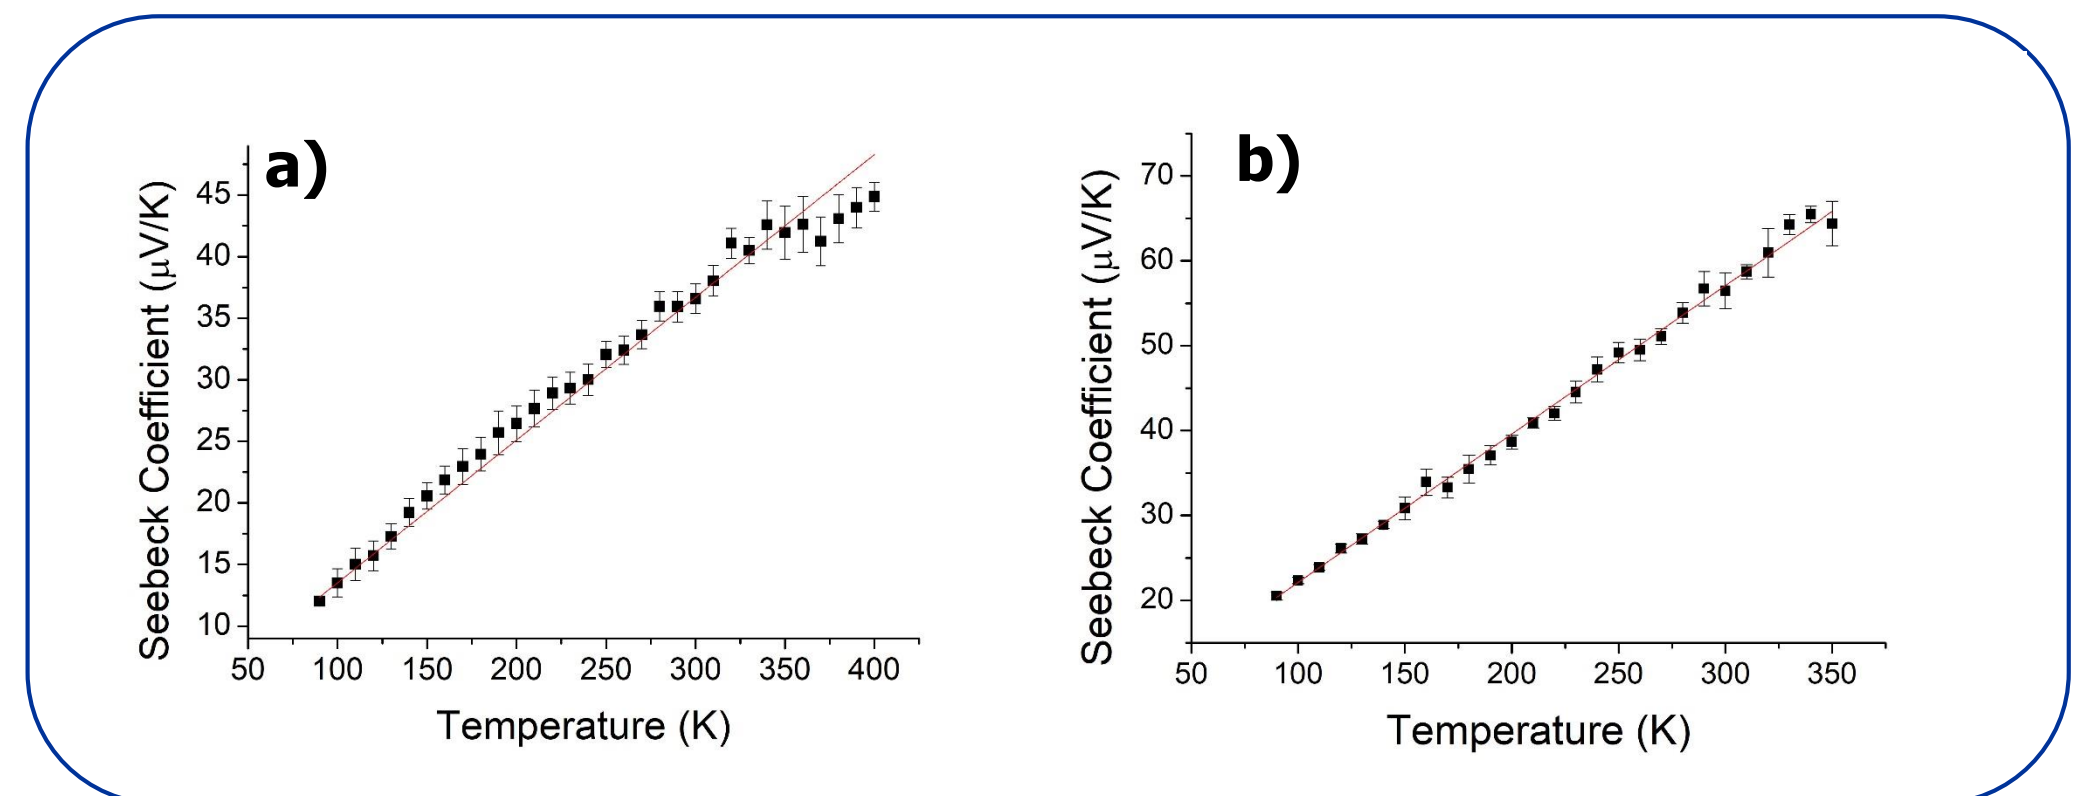 a)
Seebeck Coefficient (μV/K)
45
40
35
30
25
20
15
10
50 100 150 200 250 300 350 400
Temperature (K)
b)
Seebeck Coefficient (μV/K)
70
60
50
40
30
20
50 100 150 200 250 300 350
Temperature (K)